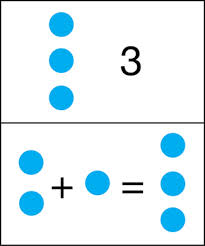 3
+ =